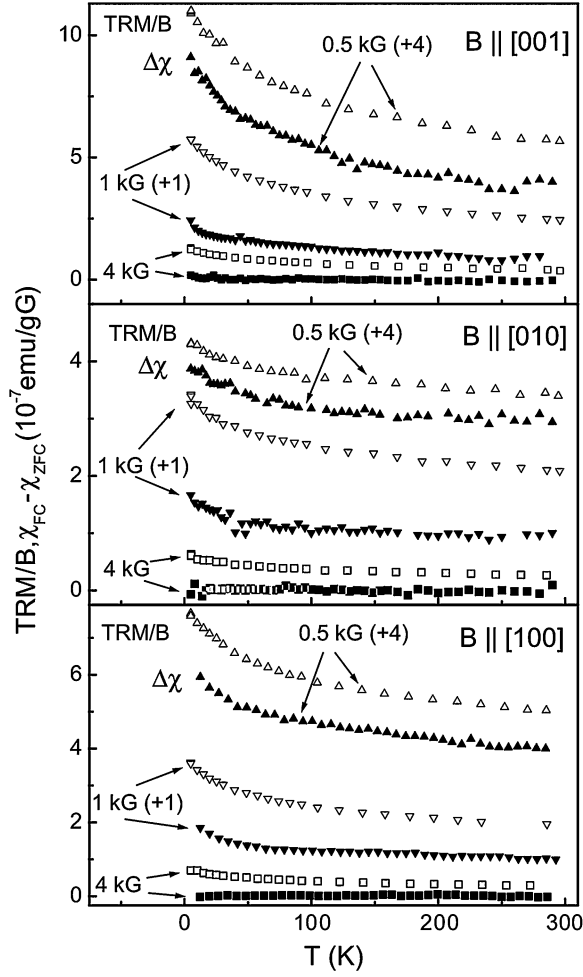 TRM/B
0.5 kG (+4)
B || [001]
Δχ
10
5
1 kG (+1)
4 kG
0
TRM/B
0.5 kG (+4)
B || [010]
Δχ
4
2
1 kG (+1)
4 kG
0
TRM/B
0.5 kG (+4)
B || [100]
Δχ
6
4
1 kG (+1)
2
4 kG
0
TRM/B, χFC-χZFC (10-7emu/gG)
0 100 200 300
T (K)